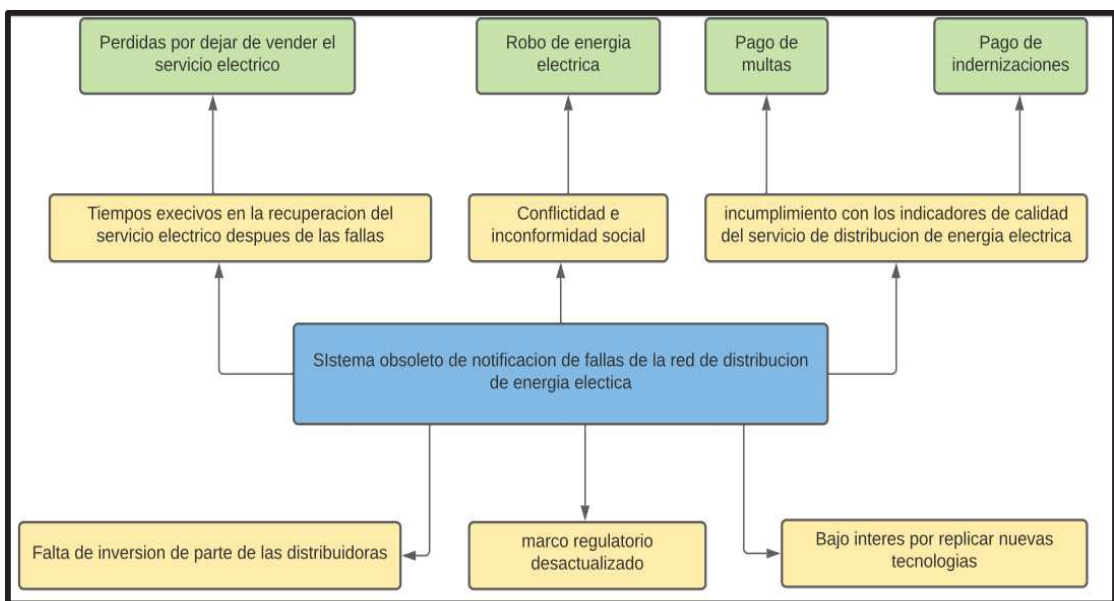 Perdidas por dejar de vender el
servicio electrico
Robo de energia
electrica
Pago de
multas
Pago de
indernizaciones
Tiempos execivos en la recuperacion del
servicio electrico despues de las fallas
Conflictidad e
inconformidad social
incumplimiento con los indicadores de calidad
del servicio de distribucion de energia electrica
SIstema obsoleto de notificacion de fallas de la red de distribucion
de energia electica
Falta de inversion de parte de las distribuidoras
marco regulatorio
desactualizado
Bajo interes por replicar nuevas
tecnologias